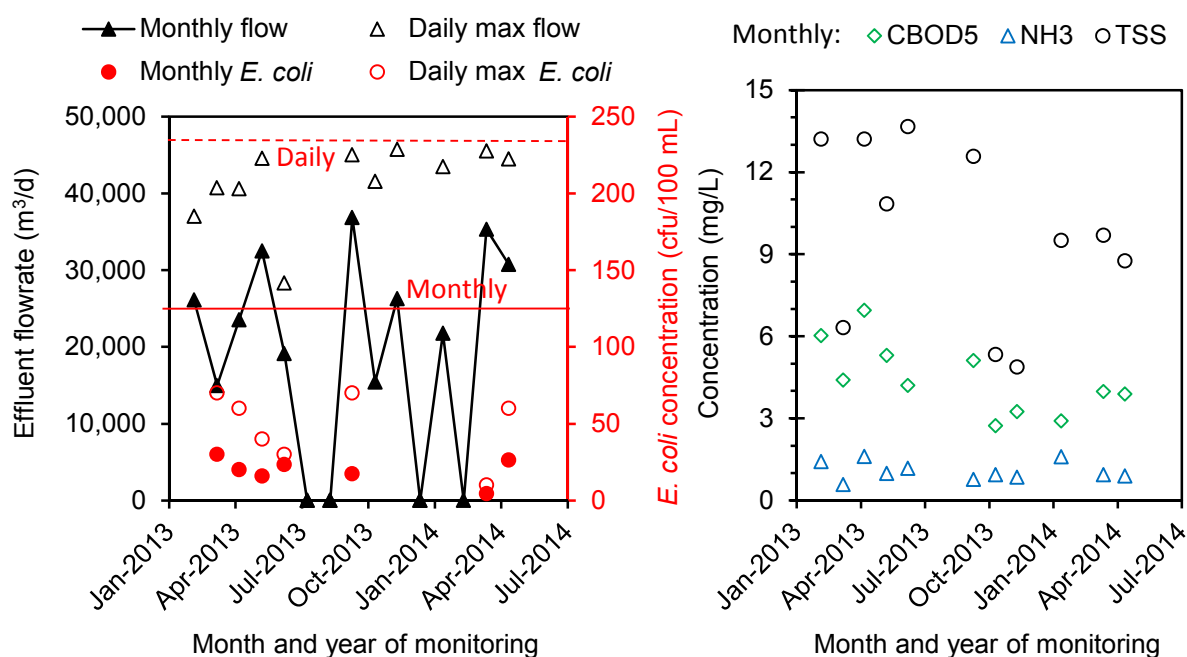 Monthly flow Daily max flow
Monthly E. coli Daily max E. coli
Effluent flowrate (m³/d)
50,000
40,000
30,000
20,000
10,000
0
Daily
Monthly
250
200
150
100
50
0
E. coli concentration (cfu/100 mL)
Jan-2013
Apr-2013
Jul-2013
Oct-2013
Jan-2014
Apr-2014
Jul-2014
Month and year of monitoring
Monthly: CBOD5 NH3 TSS
Concentration (mg/L)
15
12
9
6
3
0
Jan-2013
Apr-2013
Jul-2013
Oct-2013
Jan-2014
Apr-2014
Jul-2014
Month and year of monitoring